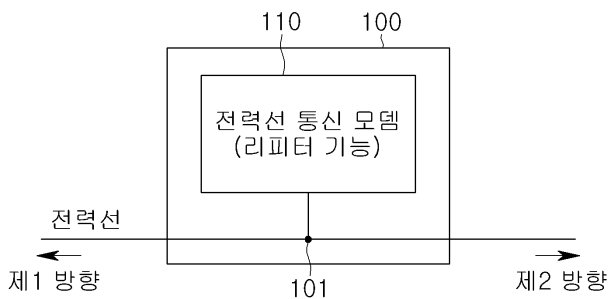 110
100
전력선 통신 모뎀
(리피터 기능)
전력선
제1 방향
101
제2 방향